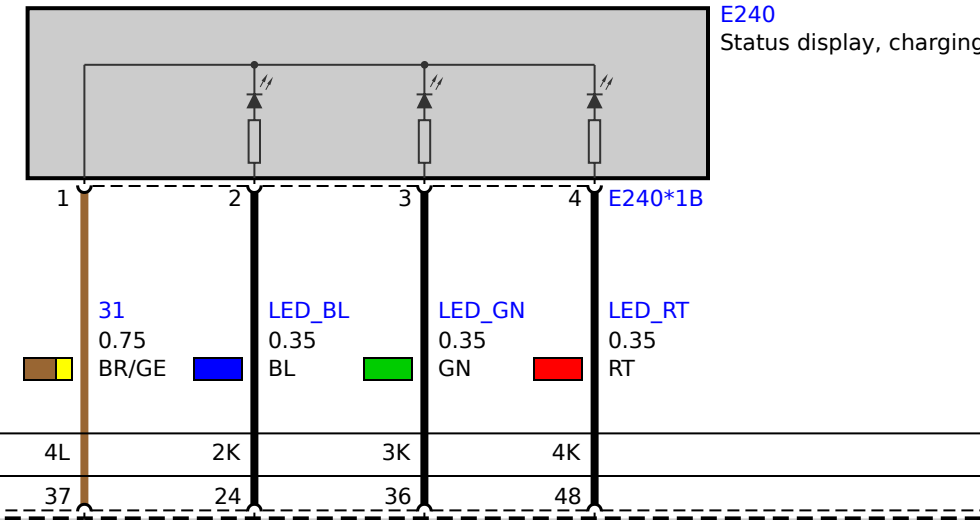 E240
Status display, charging
1
2
3
4
E240*1B
31
LED_BL
LED_GN
LED_RT
0.75
0.35
0.35
0.35
BR/GE
BL
GN
RT
4L
2K
3K
4K
37
24
36
48